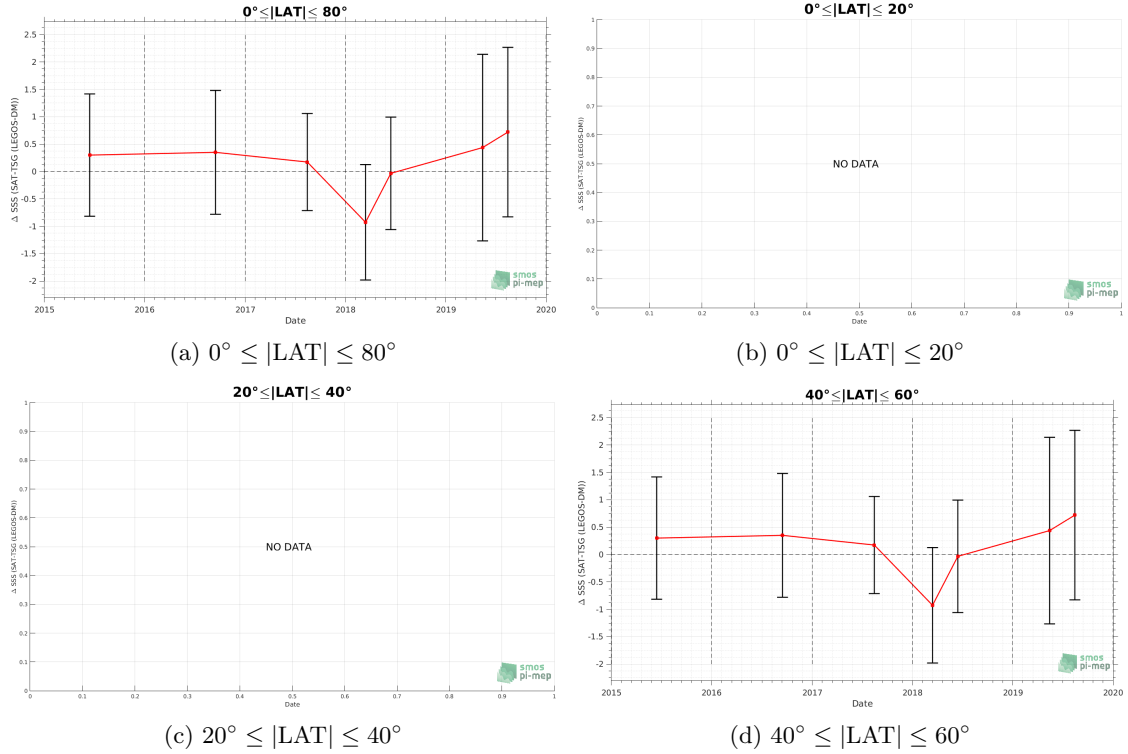 0°≤|LAT|≤ 80°
Δ SSS (SAT-TSG (LEGOS-DM))
2.5
2
1.5
1
0.5
0
-0.5
-1
-1.5
-2
2015 2016 2017 2018 2019 2020
Date
smos
pi-mep
(a) 0° ≤ |LAT| ≤ 80°
0°≤|LAT|≤ 20°
Δ SSS (SAT-TSG (LEGOS-DM))
1
0.9
0.8
0.7
0.6
0.5
0.4
0.3
0.2
0.1
0
NO DATA
0 0.1 0.2 0.3 0.4 0.5 0.6 0.7 0.8 0.9 1
Date
smos
pi-mep
(b) 0° ≤ |LAT| ≤ 20°
20°≤|LAT|≤ 40°
Δ SSS (SAT-TSG (LEGOS-DM))
1
0.9
0.8
0.7
0.6
0.5
0.4
0.3
0.2
0.1
0
NO DATA
0 0.1 0.2 0.3 0.4 0.5 0.6 0.7 0.8 0.9 1
Date
smos
pi-mep
(c) 20° ≤ |LAT| ≤ 40°
40°≤|LAT|≤ 60°
Δ SSS (SAT-TSG (LEGOS-DM))
2.5
2
1.5
1
0.5
0
-0.5
-1
-1.5
-2
2015 2016 2017 2018 2019 2020
Date
smos
pi-mep
(d) 40° ≤ |LAT| ≤ 60°